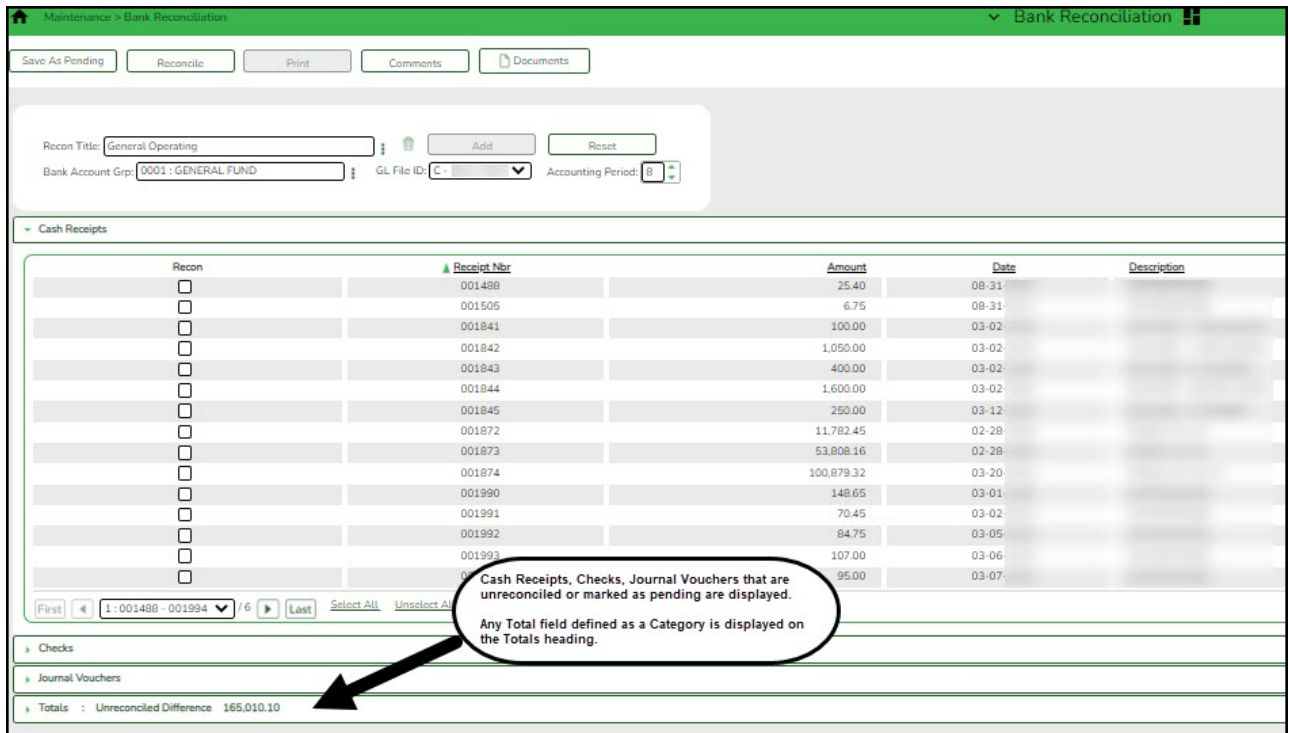 Maintenance > Bank Reconciliation
Bank Reconciliation
Save As Pending Reconcile Print Comments Documents
Recon Title: General Operating Add Reset
Bank Account Grp: 0001 : GENERAL FUND GL File ID: C - Accounting Period: 8
Cash Receipts
Recon Receipt Nbr Amount Date Description
001488 25.40 08-31-
001505 6.75 08-31-
001841 100.00 03-02-
001842 1,050.00 03-02-
001843 400.00 03-02-
001844 1,600.00 03-02-
001845 250.00 03-12-
001872 11,782.45 02-28-
001873 53,808.16 02-28-
001874 100,879.32 03-20-
001990 148.65 03-01-
001991 70.45 03-02-
001992 84.75 03-05-
001993 107.00 03-06-
95.00 03-07-
First 1 : 001488 - 001994 / 6 Last Select All Unselect
Cash Receipts, Checks, Journal Vouchers that are
unreconciled or marked as pending are displayed.
Any Total field defined as a Category is displayed on
the Totals heading.
Checks
Journal Vouchers
Totals : Unreconciled Difference 165,010.10